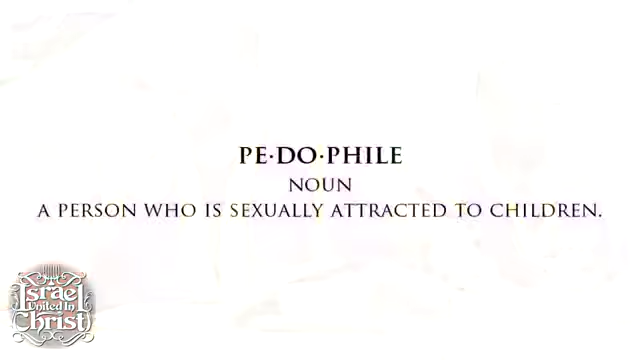 PE·DO·PHILE
NOUN
A PERSON WHO IS SEXUALLY ATTRACTED TO CHILDREN.
Israel
United In
Christ